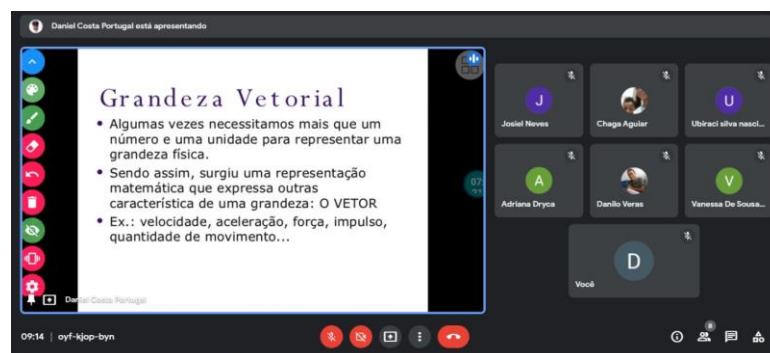 Daniel Costa Portugal está apresentando
Grandeza Vetorial
• Algumas vezes necessitamos mais que um
número e uma unidade para representar uma
grandeza física.
• Sendo assim, surgiu uma representação
matemática que expressa outras
característica de uma grandeza: O VETOR
• Ex.: velocidade, aceleração, força, impulso,
quantidade de movimento...
Daniel Costa Portugal
J
Josiel Neves
Chaga Aguiar
U
Ubiraci silva nasci...
A
Adriana Dryca
Danilo Veras
V
Vanessa De Sousa...
D
Você
09:14 | oyf-kjop-byn
8